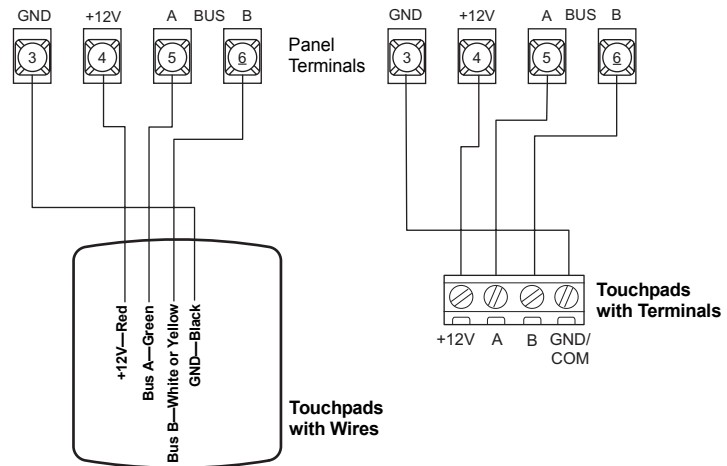 GND +12V A BUS B
3 4 5 6
Panel
Terminals
GND +12V A BUS B
3 4 5 6
+12V—Red
Bus A—Green
Bus B—White or Yellow
GND—Black
Touchpads
with Wires
Touchpads
with Terminals
+12V A B GND/
COM